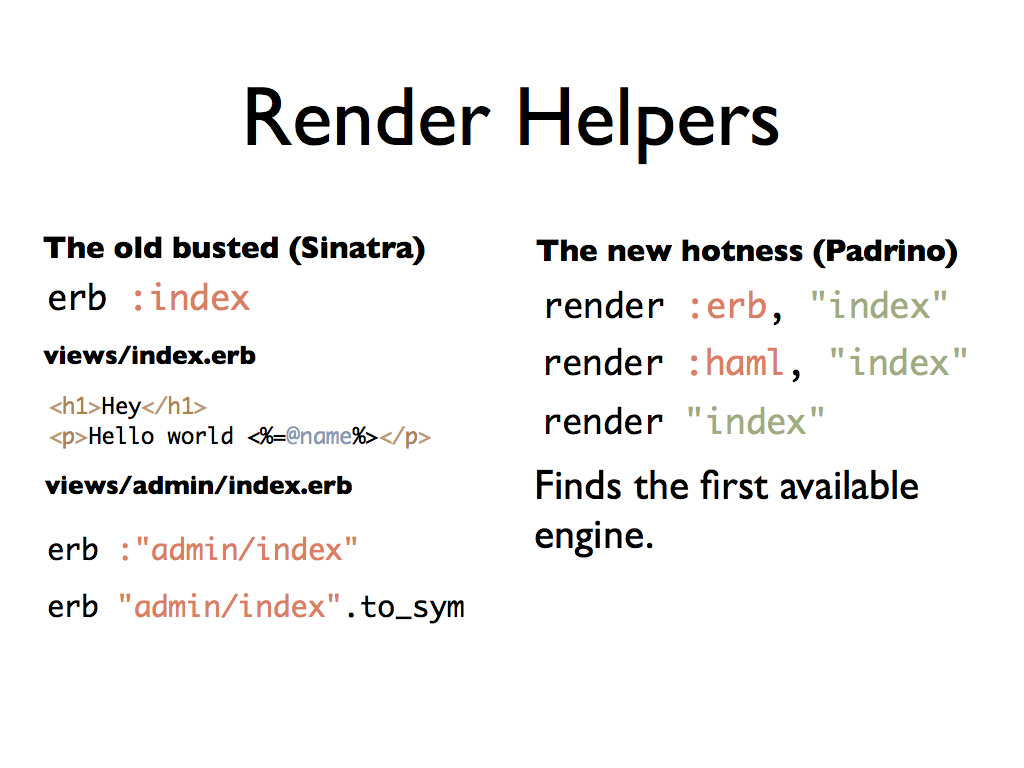 Render Helpers
The old busted (Sinatra)
erb :index
views/index.erb
<h1>Hey</h1>
<p>Hello world <%=@name%></p>
views/admin/index.erb
erb :"admin/index"
erb "admin/index".to_sym
The new hotness (Padrino)
render :erb, "index"
render :haml, "index"
render "index"
Finds the first available
engine.